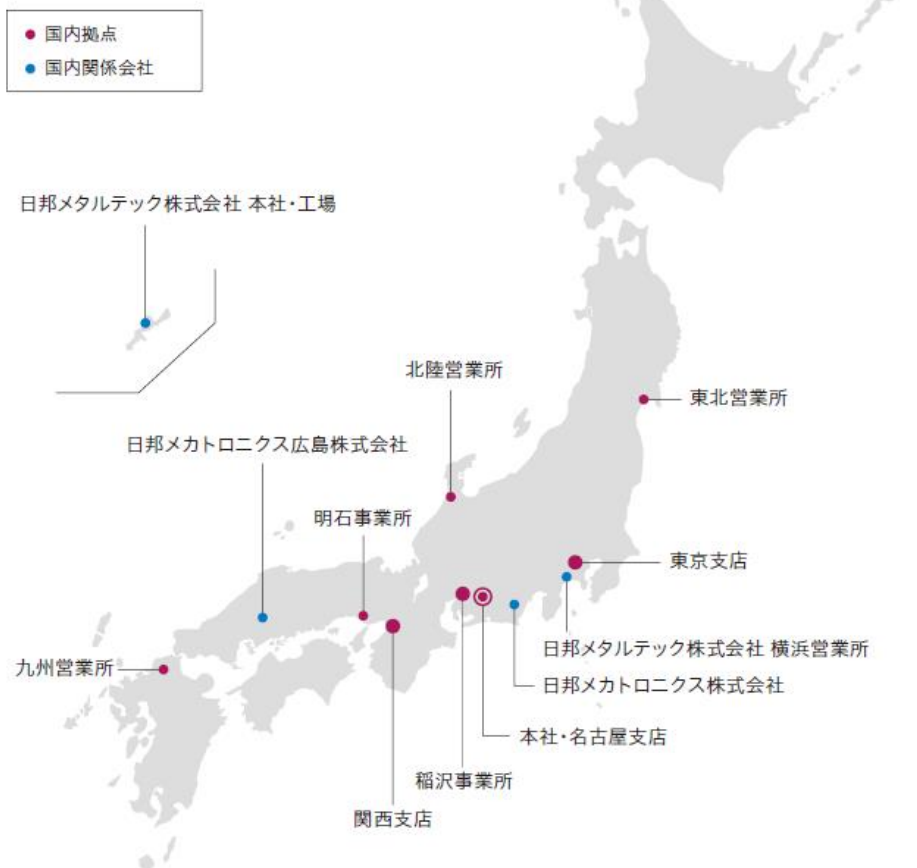 国内拠点
国内関係会社
日邦メタルテック株式会社 本社・工場
北陸営業所
東北営業所
日邦メカトロニクス広島株式会社
明石事業所
東京支店
日邦メタルテック株式会社 横浜営業所
九州営業所
日邦メカトロニクス株式会社
本社・名古屋支店
稲沢事業所
関西支店